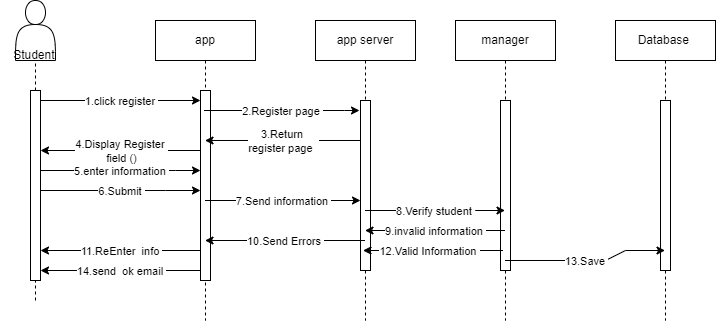 Student
app
app server
manager
Database
1.click register
2.Register page
3.Return
register page
4.Display Register
field ()
5.enter information
6.Submit
7.Send information
8.Verify student
9.invalid information
10.Send Errors
11.ReEnter info
12.Valid Information
13.Save
14.send ok email